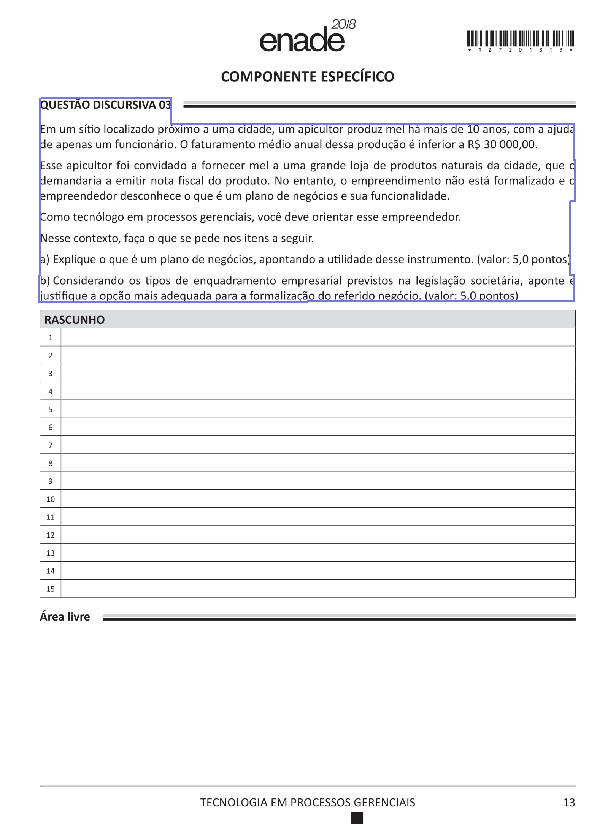 enade 2018
*R27201813*
COMPONENTE ESPECÍFICO
QUESTÃO DISCURSIVA 03
Em um sítio localizado próximo a uma cidade, um apicultor produz mel há mais de 10 anos, com a ajuda
de apenas um funcionário. O faturamento médio anual dessa produção é inferior a R$ 30 000,00.
Esse apicultor foi convidado a fornecer mel a uma grande loja de produtos naturais da cidade, que o
demandaria a emitir nota fiscal do produto. No entanto, o empreendimento não está formalizado e o
empreendedor desconhece o que é um plano de negócios e sua funcionalidade.
Como tecnólogo em processos gerenciais, você deve orientar esse empreendedor.
Nesse contexto, faça o que se pede nos itens a seguir.
a) Explique o que é um plano de negócios, apontando a utilidade desse instrumento. (valor: 5,0 pontos)
b) Considerando os tipos de enquadramento empresarial previstos na legislação societária, aponte e
justifique a opção mais adequada para a formalização do referido negócio. (valor: 5,0 pontos)
RASCUNHO
1
2
3
4
5
6
7
8
9
10
11
12
13
14
15
Área livre
TECNOLOGIA EM PROCESSOS GERENCIAIS 13